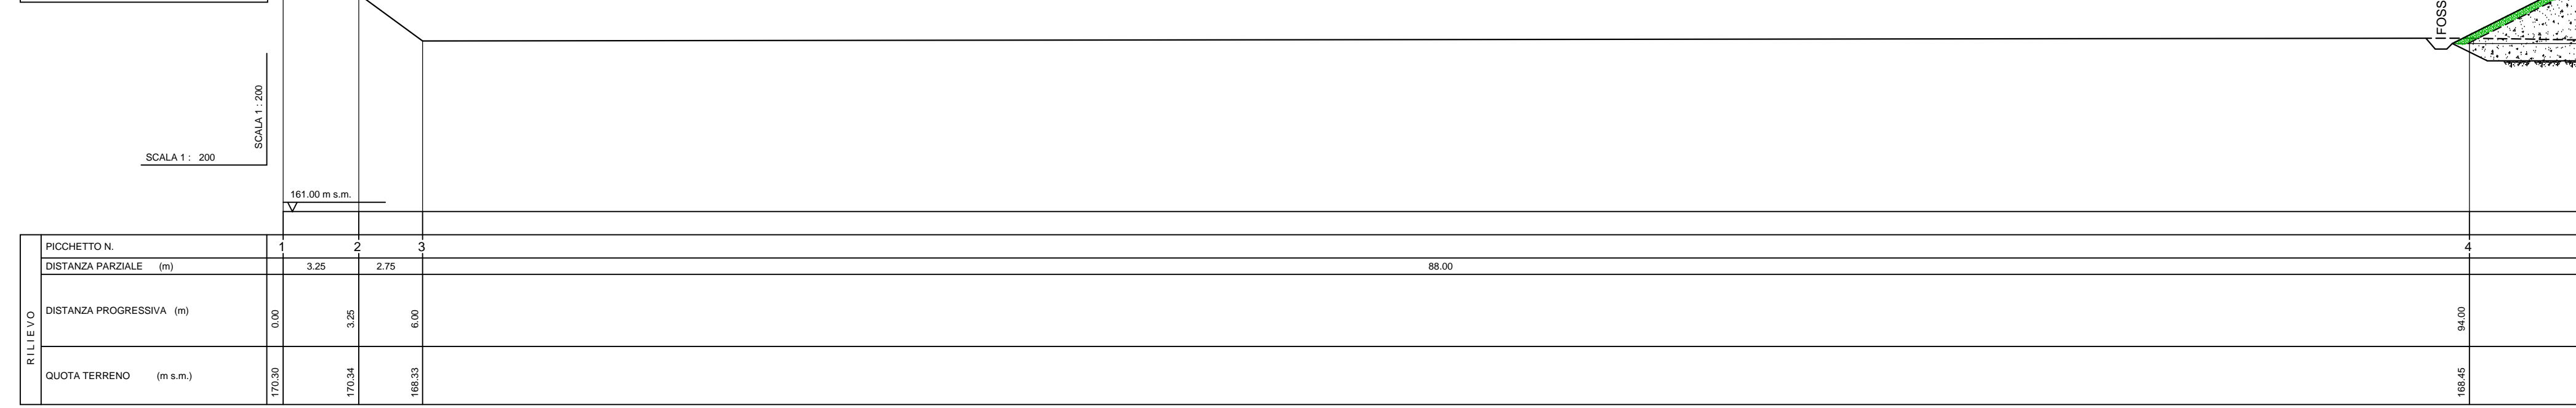 FOSS
SCALA 1 : 200
SCALA 1 : 200
161.00 m s.m.
RILIEVO
PICCHETTO N. 1 2 3 4
DISTANZA PARZIALE (m) 3.25 2.75 88.00
DISTANZA PROGRESSIVA (m) 0.00 3.25 6.00 94.00
QUOTA TERRENO (m s.m.) 170.30 170.34 168.33 168.45